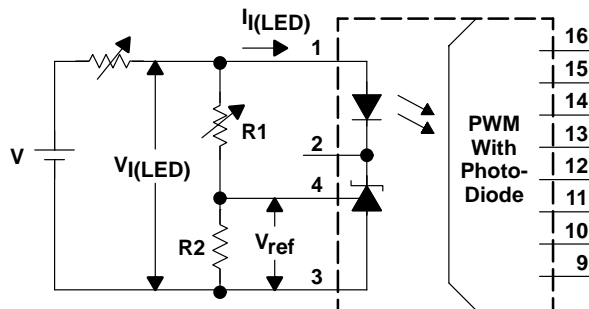 I_I(LED)
1
16
15
R1
14
PWM
With
Photo-
Diode
13
V
V_I(LED)
2
12
4
11
R2
V_ref
10
3
9